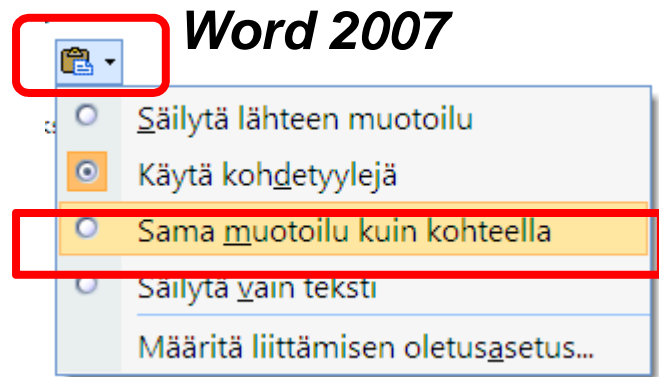 Word 2007
Säilytä lähteen muotoilu
Käytä kohdetyylejä
Sama muotoilu kuin kohteella
Säilytä vain teksti
Määritä liittämisen oletusasetus...